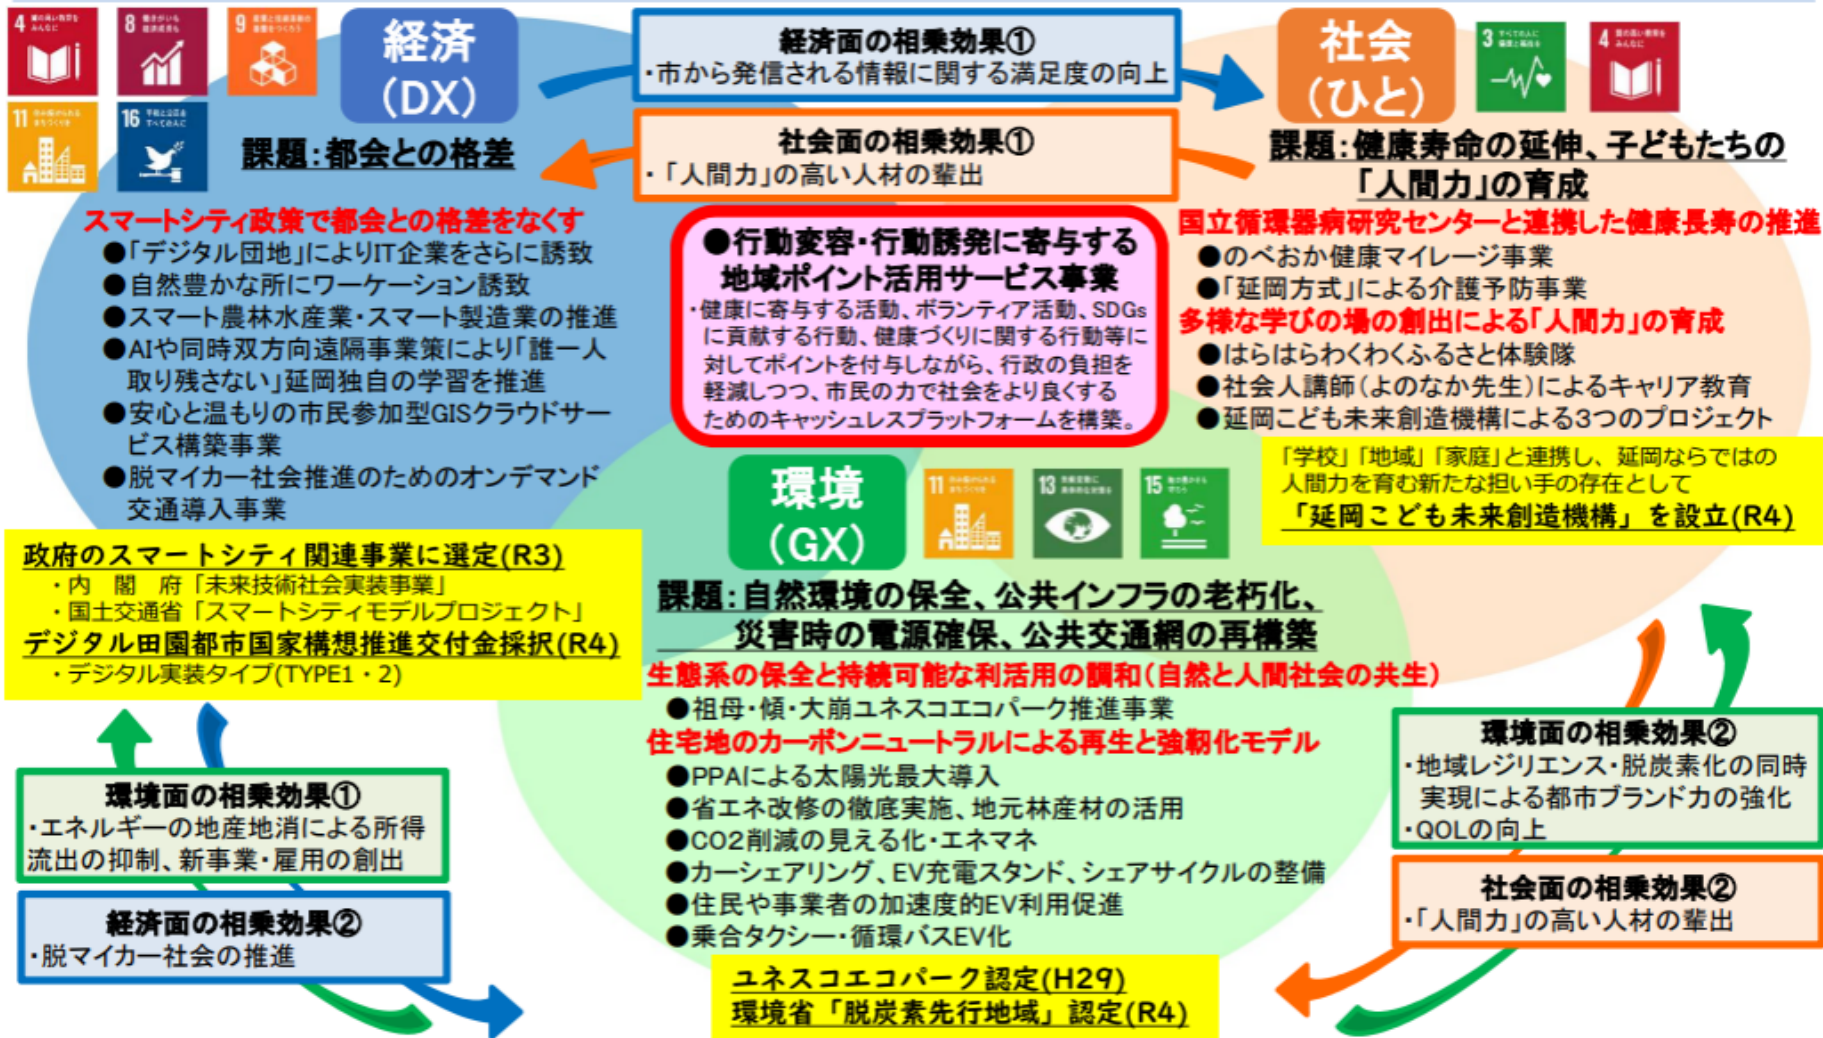 経済
(DX)
課題：都会との格差
スマートシティ政策で都会との格差をなくす
●「デジタル団地」によりIT企業をさらに誘致
●自然豊かな所にワーケーション誘致
●スマート農林水産業・スマート製造業の推進
●AIや同時双方向遠隔事業策により「誰一人
取り残さない」延岡独自の学習を推進
●安心と温もりの市民参加型GISクラウドサー
ビス構築事業
●脱マイカー社会推進のためのオンデマンド
交通導入事業
政府のスマートシティ関連事業に選定(R3)
・内　閣　府「未来技術社会実装事業」
・国土交通省「スマートシティモデルプロジェクト」
デジタル田園都市国家構想推進交付金採択(R4)
・デジタル実装タイプ(TYPE1・2)
経済面の相乗効果①
・市から発信される情報に関する満足度の向上
社会面の相乗効果①
・「人間力」の高い人材の輩出
●行動変容・行動誘発に寄与する
地域ポイント活用サービス事業
・健康に寄与する活動、ボランティア活動、SDGs
に貢献する行動、健康づくりに関する行動等に
対してポイントを付与しながら、行政の負担を
軽減しつつ、市民の力で社会をより良くする
ためのキャッシュレスプラットフォームを構築。
社会
(ひと)
課題：健康寿命の延伸、子どもたちの
「人間力」の育成
国立循環器病研究センターと連携した健康長寿の推進
●のべおか健康マイレージ事業
●「延岡方式」による介護予防事業
多様な学びの場の創出による「人間力」の育成
●はらはらわくわくふるさと体験隊
●社会人講師(よのなか先生)によるキャリア教育
●延岡こども未来創造機構による3つのプロジェクト
「学校」「地域」「家庭」と連携し、延岡ならではの
人間力を育む新たな担い手の存在として
「延岡こども未来創造機構」を設立(R4)
環境
(GX)
課題：自然環境の保全、公共インフラの老朽化、
災害時の電源確保、公共交通網の再構築
生態系の保全と持続可能な利活用の調和(自然と人間社会の共生)
●祖母・傾・大崩ユネスコエコパーク推進事業
住宅地のカーボンニュートラルによる再生と強靭化モデル
●PPAによる太陽光最大導入
●省エネ改修の徹底実施、地元林産材の活用
●CO2削減の見える化・エネマネ
●カーシェアリング、EV充電スタンド、シェアサイクルの整備
●住民や事業者の加速度的EV利用促進
●乗合タクシー・循環バスEV化
ユネスコエコパーク認定(H29)
環境省「脱炭素先行地域」認定(R4)
環境面の相乗効果①
・エネルギーの地産地消による所得
流出の抑制、新事業・雇用の創出
経済面の相乗効果②
・脱マイカー社会の推進
環境面の相乗効果②
・地域レジリエンス・脱炭素化の同時
実現による都市ブランド力の強化
・QOLの向上
社会面の相乗効果②
・「人間力」の高い人材の輩出
4
8
9
11
16
3 すべての人に
健康と福祉を
4
11
13
15